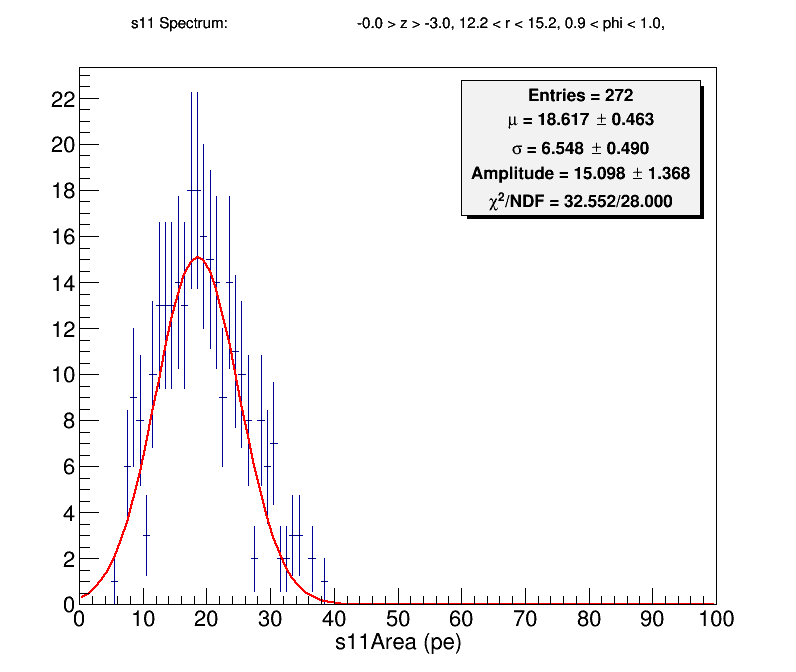 s11 Spectrum: -0.0 > z > -3.0, 12.2 < r < 15.2, 0.9 < phi < 1.0,
Entries = 272
μ = 18.617 ± 0.463
σ = 6.548 ± 0.490
Amplitude = 15.098 ± 1.368
χ²/NDF = 32.552/28.000
22
20
18
16
14
12
10
8
6
4
2
0
0 10 20 30 40 50 60 70 80 90 100
s11Area (pe)